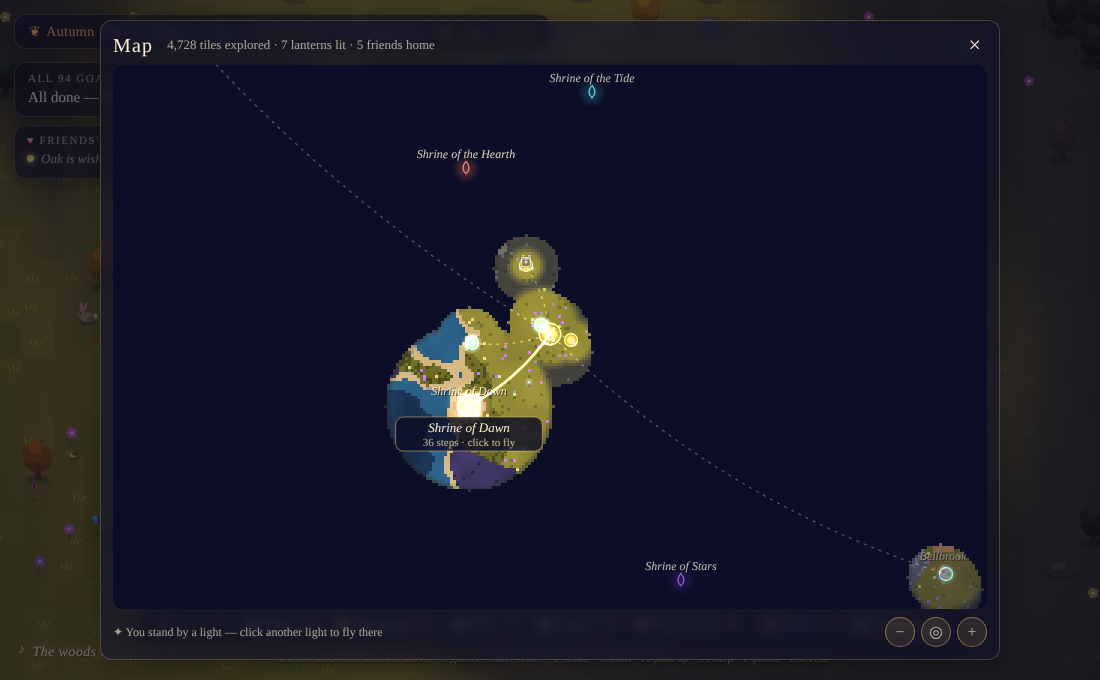 Autumn
Map 4,728 tiles explored · 7 lanterns lit · 5 friends home ×
ALL 94 GOA
All done —
♥ FRIENDS'
Oak is wish
Shrine of the Tide
Shrine of the Hearth
Shrine of Dawn
Shrine of Dawn
36 steps · click to fly
Bellbrook
Shrine of Stars
✦ You stand by a light — click another light to fly there
− ◎ +
♪ The woods